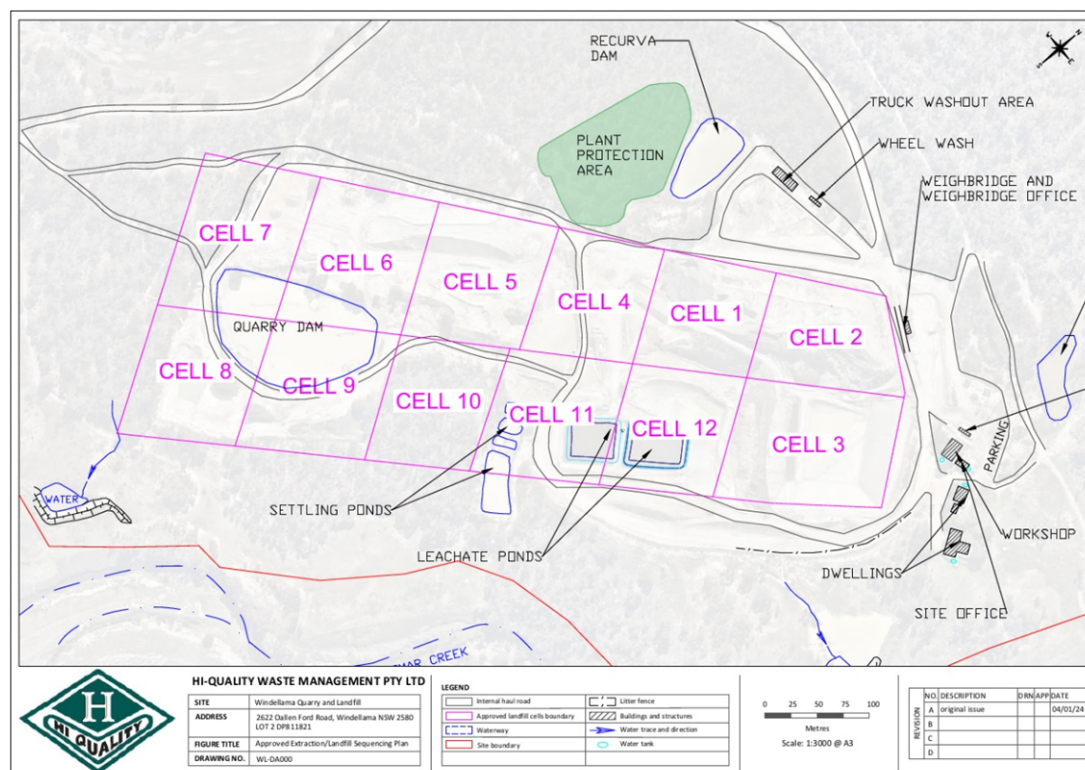 RECURVA
DAM
N
E
S
TRUCK WASHOUT AREA
PLANT
PROTECTION
AREA
WHEEL WASH
WEIGHBRIDGE AND
WEIGHBRIDGE OFFICE
CELL 7
CELL 6
CELL 5
CELL 4
CELL 1
CELL 2
QUARRY DAM
CELL 8
CELL 9
CELL 10
CELL 11
CELL 12
CELL 3
PARKING
WATER
SETTLING PONDS
LEACHATE PONDS
WORKSHOP
DWELLINGS
SITE OFFICE
CREEK
H
HI QUALITY
HI-QUALITY WASTE MANAGEMENT PTY LTD
SITE Windellama Quarry and Landfill
ADDRESS 2622 Oallen Ford Road, Windellama NSW 2580
LOT 2 DP811821
FIGURE TITLE Approved Extraction/Landfill Sequencing Plan
DRAWING NO. WL-DA000
LEGEND
Internal haul road
Approved landfill cells boundary
Waterway
Site boundary
Litter fence
Buildings and structures
Water trace and direction
Water tank
0 25 50 75 100
Metres
Scale: 1:3000 @ A3
REVISION
NO. DESCRIPTION DRN APP DATE
A original issue 04/01/24
B
C
D